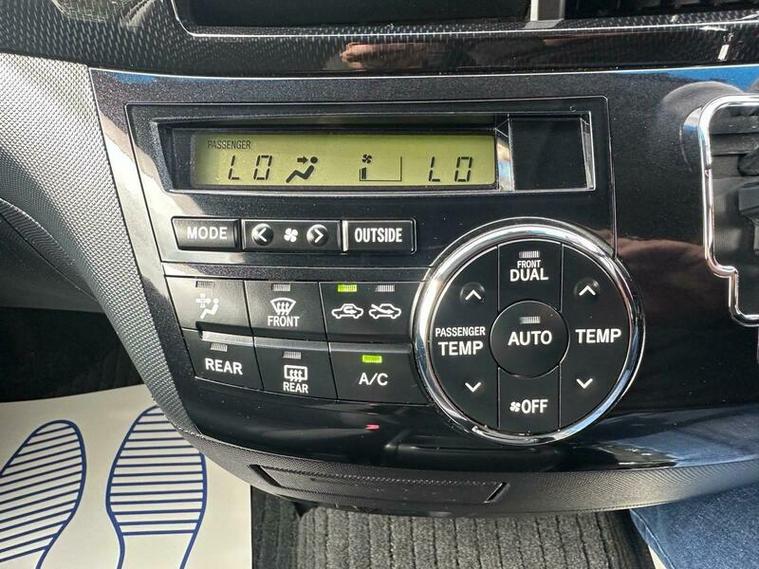 PASSENGER
LO LO
MODE OUTSIDE
FRONT
DUAL
FRONT
PASSENGER
TEMP
AUTO
TEMP
REAR
REAR
A/C
OFF